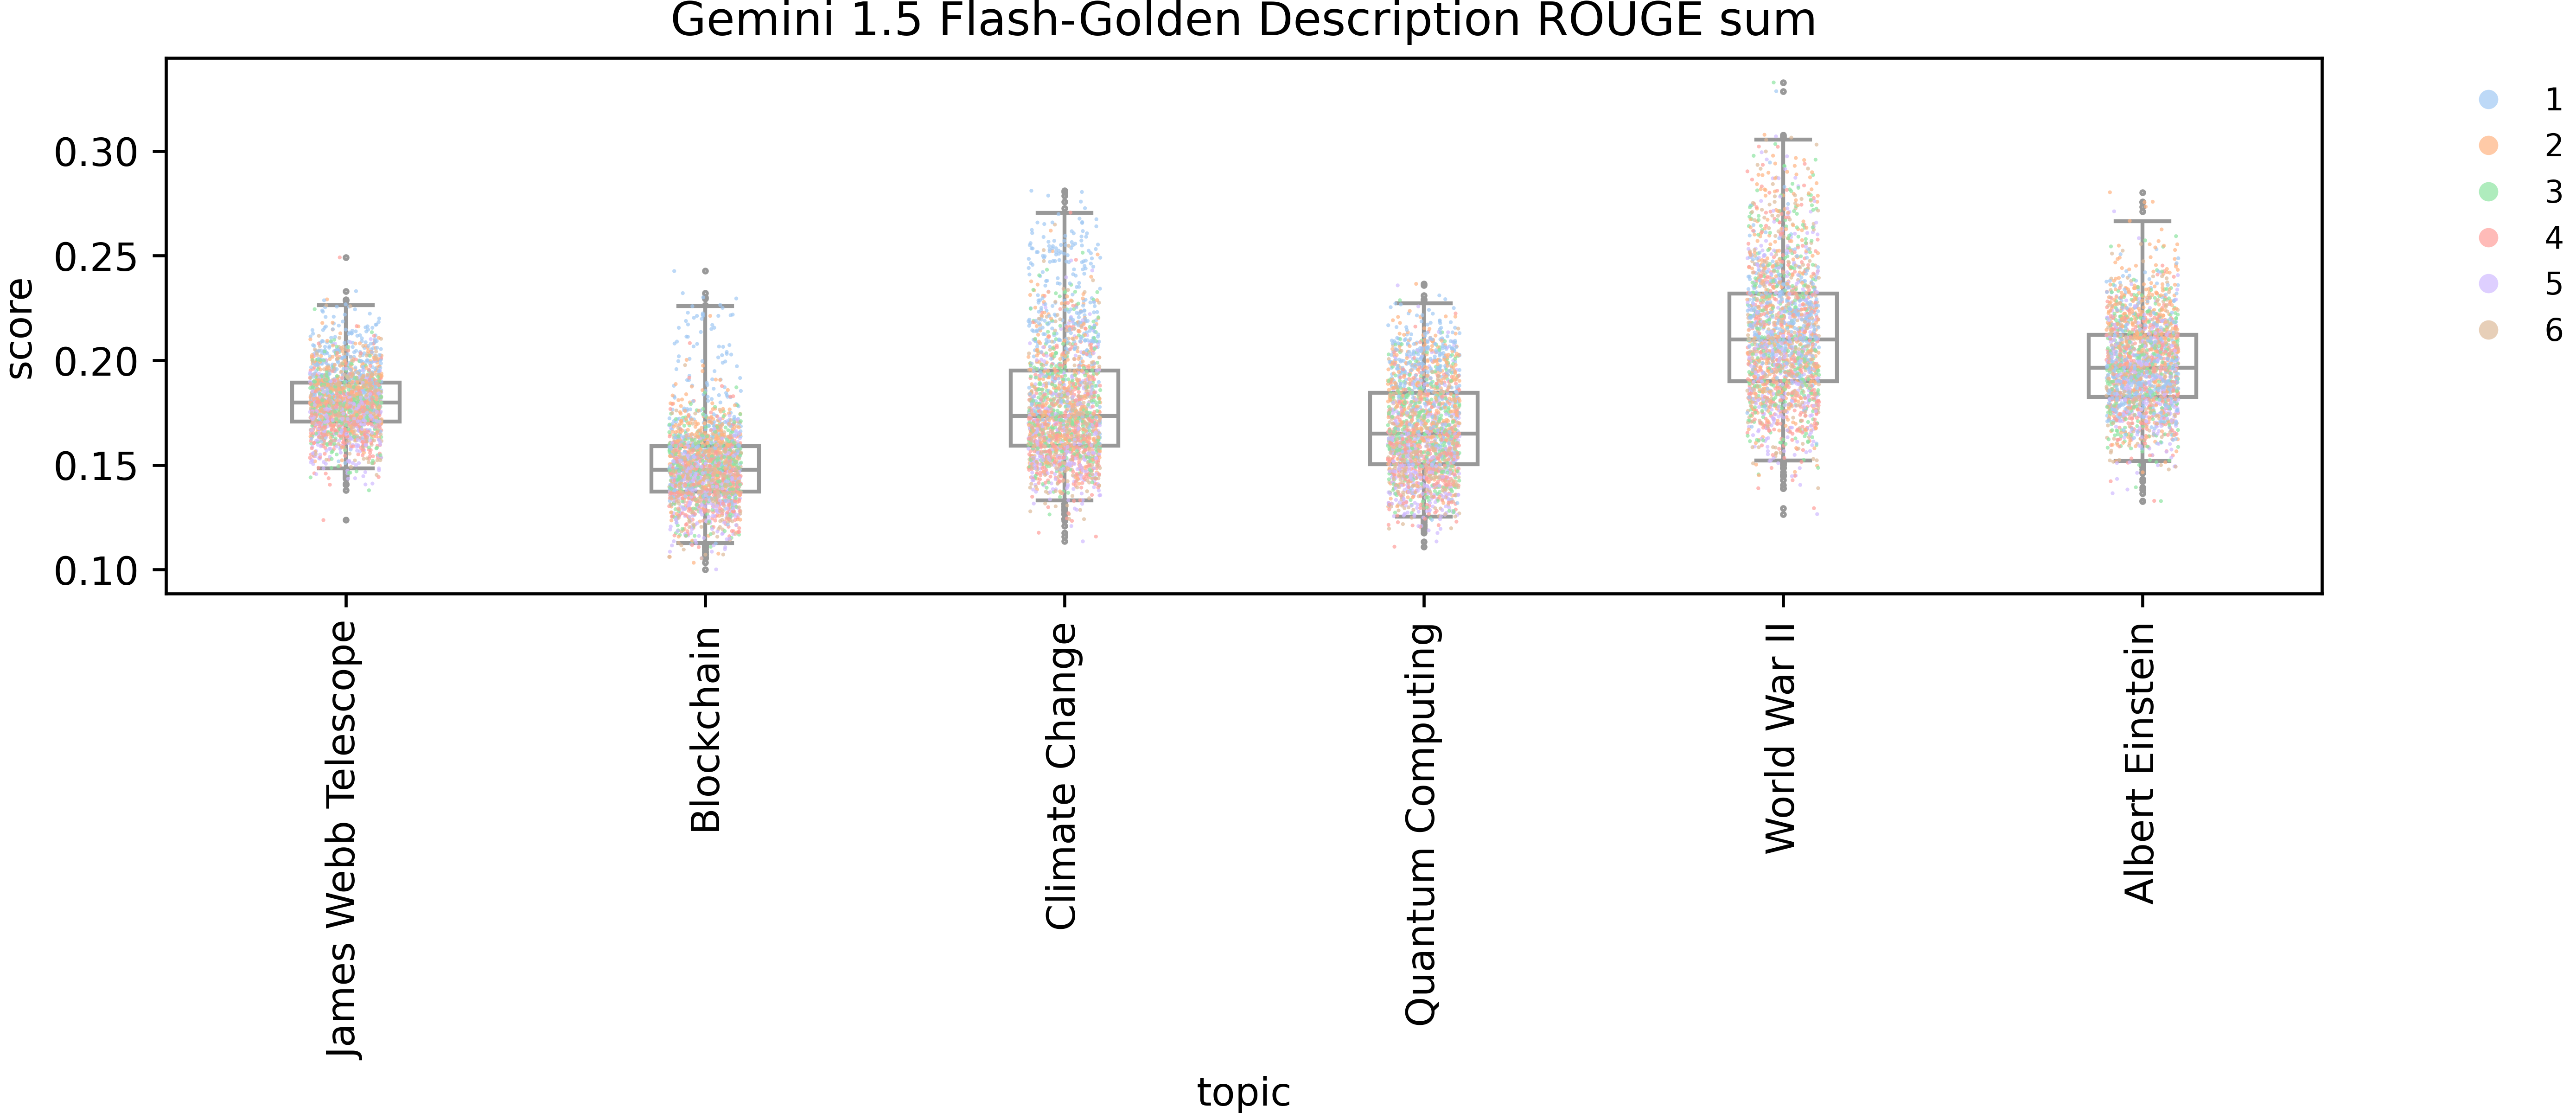 Gemini 1.5 Flash-Golden Description ROUGE sum
score
0.30
0.25
0.20
0.15
0.10
James Webb Telescope
Blockchain
Climate Change
Quantum Computing
World War II
Albert Einstein
topic
1
2
3
4
5
6